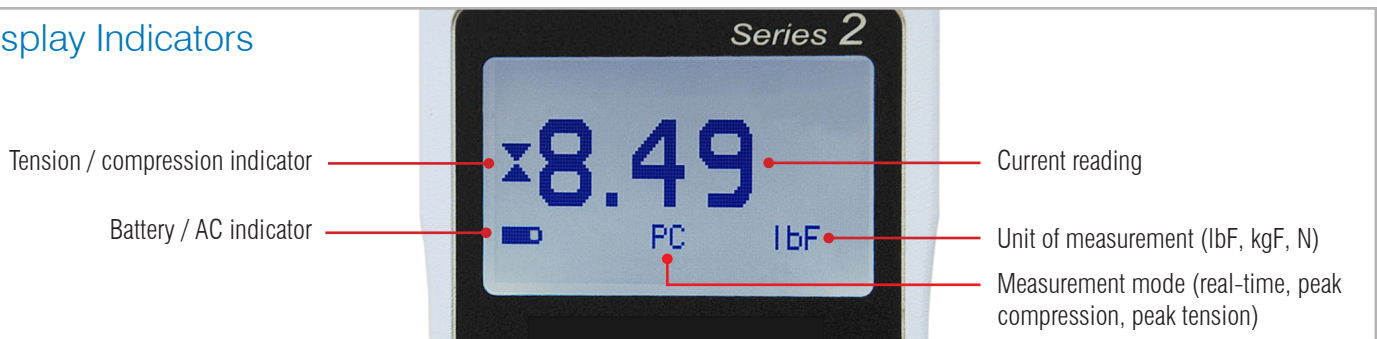 splay Indicators
Series 2
Tension / compression indicator
8.49
Current reading
Battery / AC indicator
PC
lbF
Unit of measurement (lbF, kgF, N)
Measurement mode (real-time, peak
compression, peak tension)